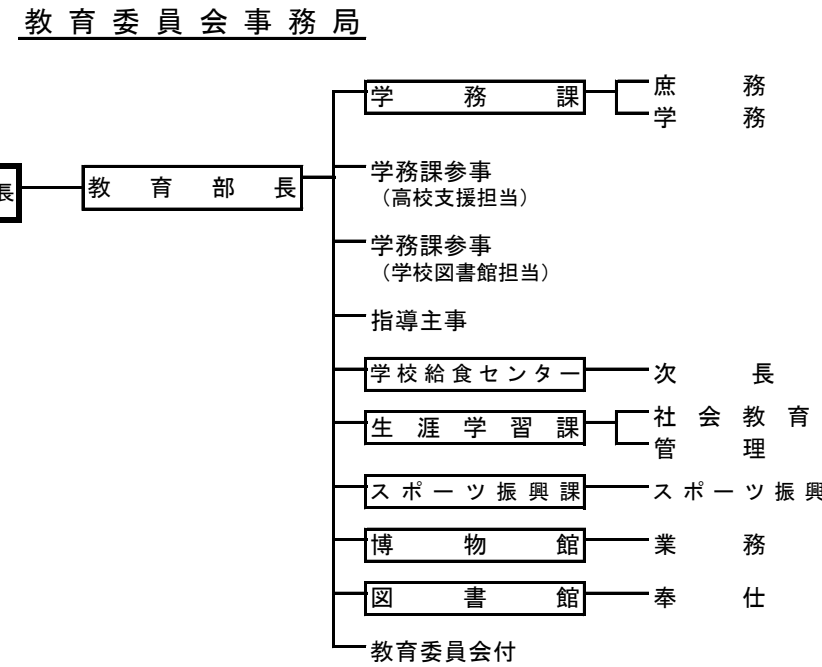 教育委員会事務局
長
教育部長
学務課
庶務
学務
学務課参事
（高校支援担当）
学務課参事
（学校図書館担当）
指導主事
学校給食センター
次長
生涯学習課
社会教育
管理
スポーツ振興課
スポーツ振興
博物館
業務
図書館
奉仕
教育委員会付